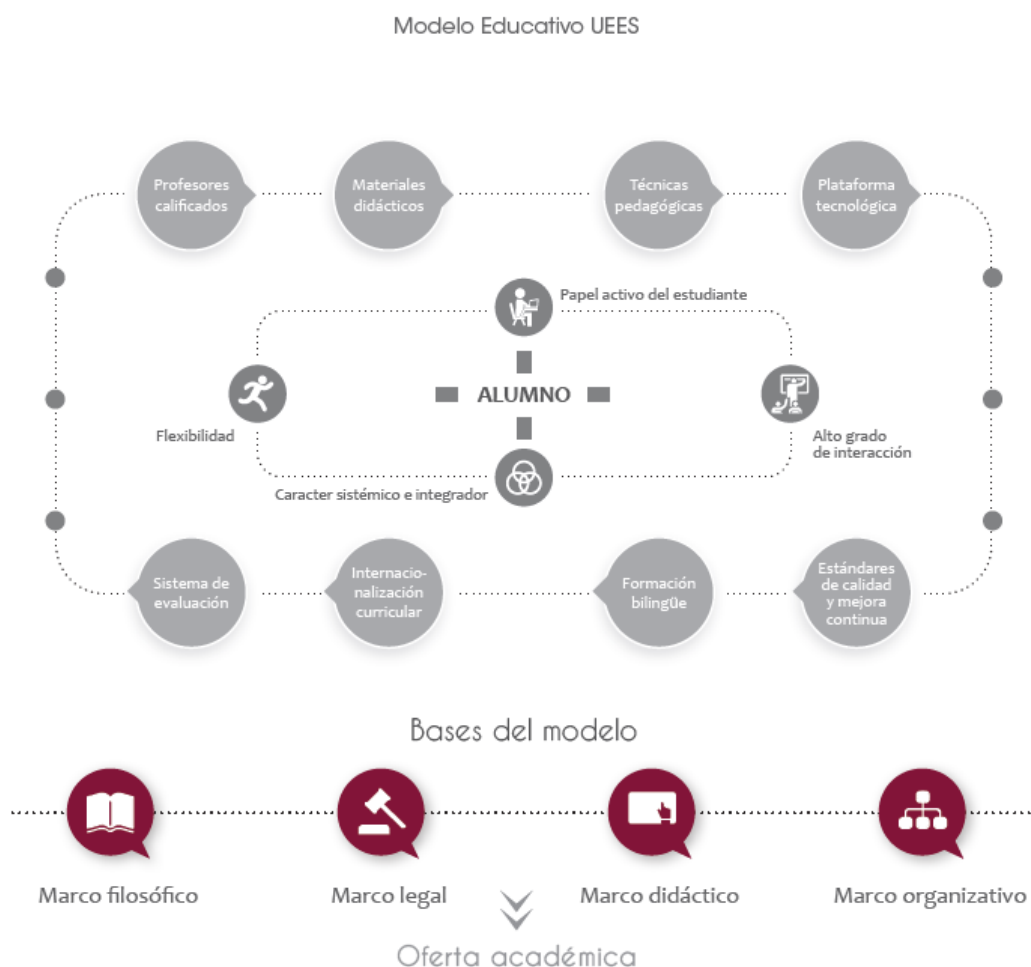 Modelo Educativo UEES
Profesores
calificados
Materiales
didácticos
Técnicas
pedagógicas
Plataforma
tecnológica
Papel activo del estudiante
ALUMNO
Flexibilidad
Alto grado
de interacción
Caracter sistémico e integrador
Sistema de
evaluación
Internacio-
nalización
curricular
Formación
bilingüe
Estándares
de calidad
y mejora
continua
Bases del modelo
Marco filosófico
Marco legal
Marco didáctico
Marco organizativo
Oferta académica